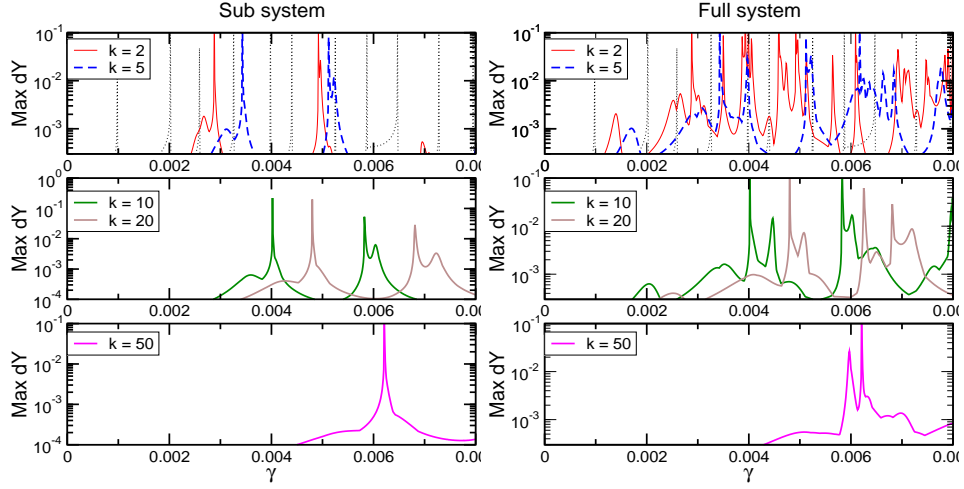 Sub system
Full system
Max dY
10^-1
10^-2
10^-3
k = 2
k = 5
0 0.002 0.004 0.006 0.00
Max dY
10^-1
10^-2
10^-3
k = 2
k = 5
0 0.002 0.004 0.006 0.00
Max dY
10^0
10^-1
10^-2
10^-3
10^-4
k = 10
k = 20
0 0.002 0.004 0.006 0.00
Max dY
10^-1
10^-2
10^-3
k = 10
k = 20
0 0.002 0.004 0.006 0.00
Max dY
10^-1
10^-2
10^-3
10^-4
k = 50
0 0.002 0.004 0.006 0.00
γ
Max dY
10^-1
10^-2
10^-3
k = 50
0 0.002 0.004 0.006 0.00
γ